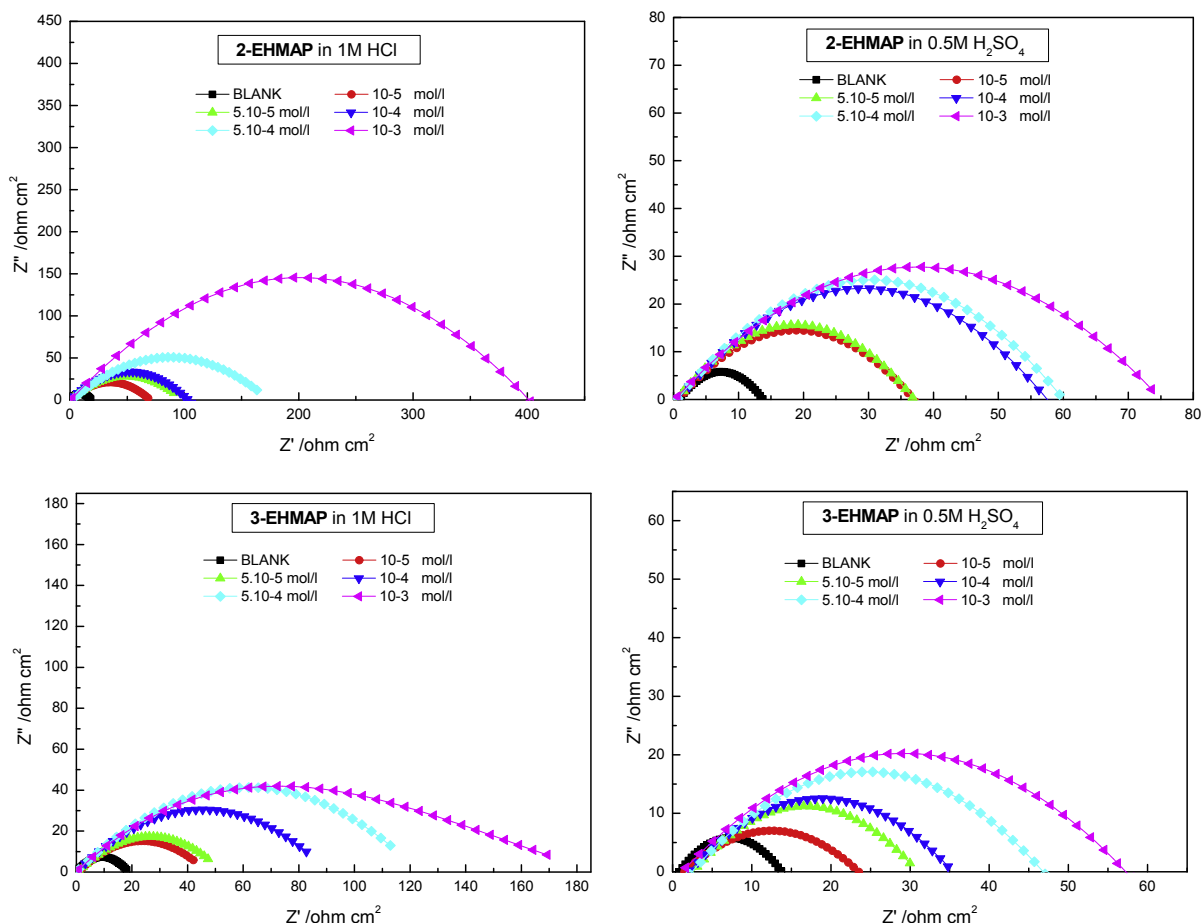 2-EHMAP in 1M HCl
BLANK 10-5 mol/l
5.10-5 mol/l 10-4 mol/l
5.10-4 mol/l 10-3 mol/l
Z'' /ohm cm²
450
425
400
375
350
325
300
275
250
225
200
175
150
125
100
75
50
25
0
0 100 200 300 400
Z' /ohm cm²
2-EHMAP in 0.5M H₂SO₄
BLANK 10-5 mol/l
5.10-5 mol/l 10-4 mol/l
5.10-4 mol/l 10-3 mol/l
Z'' /ohm cm²
80
70
60
50
40
30
20
10
0
0 10 20 30 40 50 60 70 80
Z' /ohm cm²
3-EHMAP in 1M HCl
BLANK 10-5 mol/l
5.10-5 mol/l 10-4 mol/l
5.10-4 mol/l 10-3 mol/l
Z'' /ohm cm²
180
160
140
120
100
80
60
40
20
0
0 20 40 60 80 100 120 140 160 180
Z' /ohm cm²
3-EHMAP in 0.5M H₂SO₄
BLANK 10-5 mol/l
5.10-5 mol/l 10-4 mol/l
5.10-4 mol/l 10-3 mol/l
Z'' /ohm cm²
60
50
40
30
20
10
0
0 10 20 30 40 50 60
Z' /ohm cm²